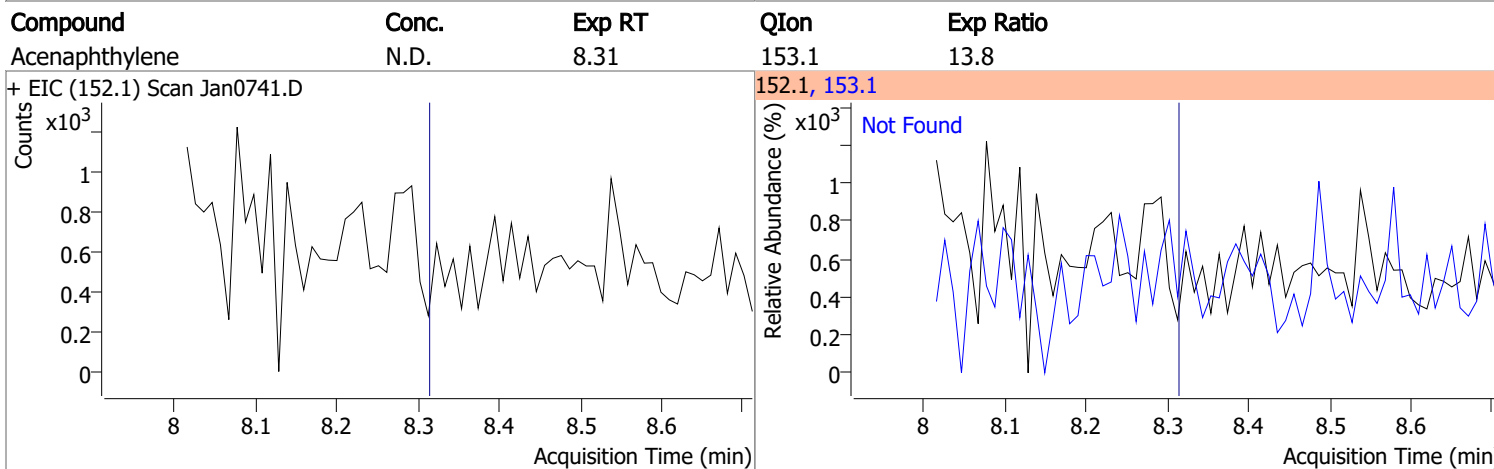 Compound Conc. Exp RT QIon Exp Ratio
Acenaphthylene N.D. 8.31 153.1 13.8
+ EIC (152.1) Scan Jan0741.D
Counts
x10³
1
0.8
0.6
0.4
0.2
0
8 8.1 8.2 8.3 8.4 8.5 8.6
Acquisition Time (min)
152.1, 153.1
Relative Abundance (%)
x10³
Not Found
1
0.8
0.6
0.4
0.2
0
8 8.1 8.2 8.3 8.4 8.5 8.6
Acquisition Time (min